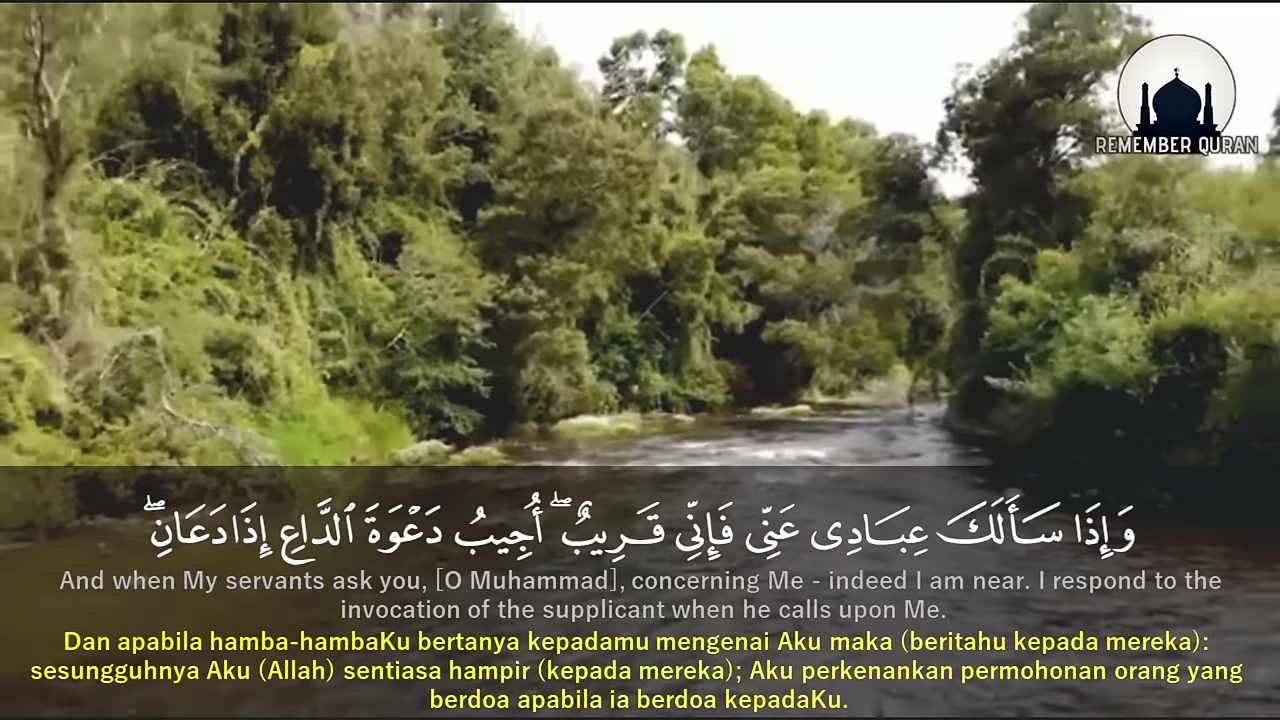 REMEMBER QURAN
وَإِذَا سَأَلَكَ عِبَادِى عَنِّى فَإِنِّى قَرِيبٌ ۖ أُجِيبُ دَعْوَةَ ٱلدَّاعِ إِذَا دَعَانِ ۖ
And when My servants ask you, [O Muhammad], concerning Me - indeed I am near. I respond to the
invocation of the supplicant when he calls upon Me.
Dan apabila hamba-hambaKu bertanya kepadamu mengenai Aku maka (beritahu kepada mereka):
sesungguhnya Aku (Allah) sentiasa hampir (kepada mereka); Aku perkenankan permohonan orang yang
berdoa apabila ia berdoa kepadaKu.